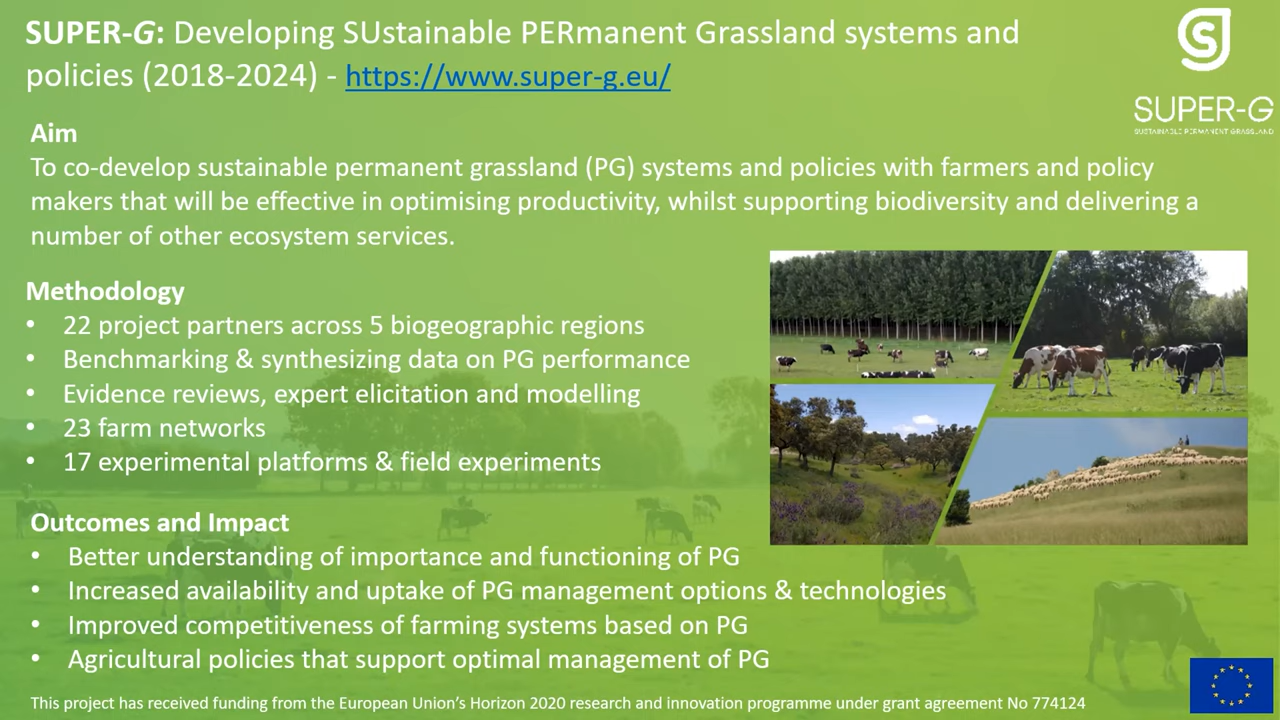 SUPER-G: Developing SUstainable PERmanent Grassland systems and
policies (2018-2024) - https://www.super-g.eu/
SUPER-G
SUSTAINABLE PERMANENT GRASSLAND
Aim
To co-develop sustainable permanent grassland (PG) systems and policies with farmers and policy
makers that will be effective in optimising productivity, whilst supporting biodiversity and delivering a
number of other ecosystem services.
Methodology
• 22 project partners across 5 biogeographic regions
• Benchmarking & synthesizing data on PG performance
• Evidence reviews, expert elicitation and modelling
• 23 farm networks
• 17 experimental platforms & field experiments
Outcomes and Impact
• Better understanding of importance and functioning of PG
• Increased availability and uptake of PG management options & technologies
• Improved competitiveness of farming systems based on PG
• Agricultural policies that support optimal management of PG
This project has received funding from the European Union's Horizon 2020 research and innovation programme under grant agreement No 774124